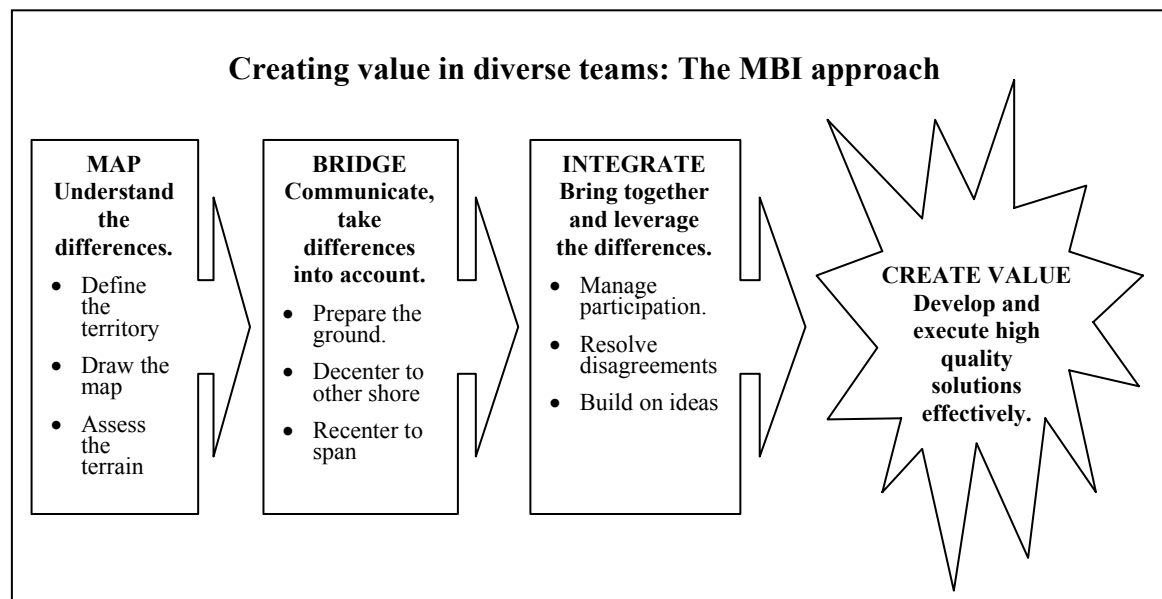 Creating value in diverse teams: The MBI approach
MAP
Understand
the
differences.
• Define
the
territory
• Draw the
map
• Assess
the
terrain
BRIDGE
Communicate,
take
differences
into account.
• Prepare the
ground.
• Decenter to
other shore
• Recenter to
span
INTEGRATE
Bring together
and leverage
the differences.
• Manage
participation.
• Resolve
disagreements
• Build on ideas
CREATE VALUE
Develop and
execute high
quality
solutions
effectively.